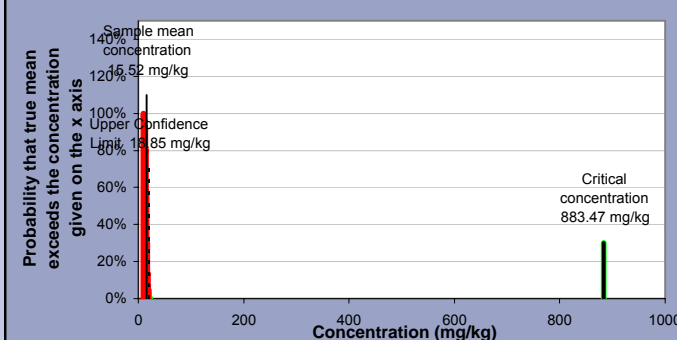 Probability that true mean
exceeds the concentration
given on the x axis
140%
120%
100%
80%
60%
40%
20%
0%
Sample mean
concentration
15.52 mg/kg
Upper Confidence
Limit, 18.85 mg/kg
Critical
concentration
883.47 mg/kg
0
200
400
600
800
1000
Concentration (mg/kg)